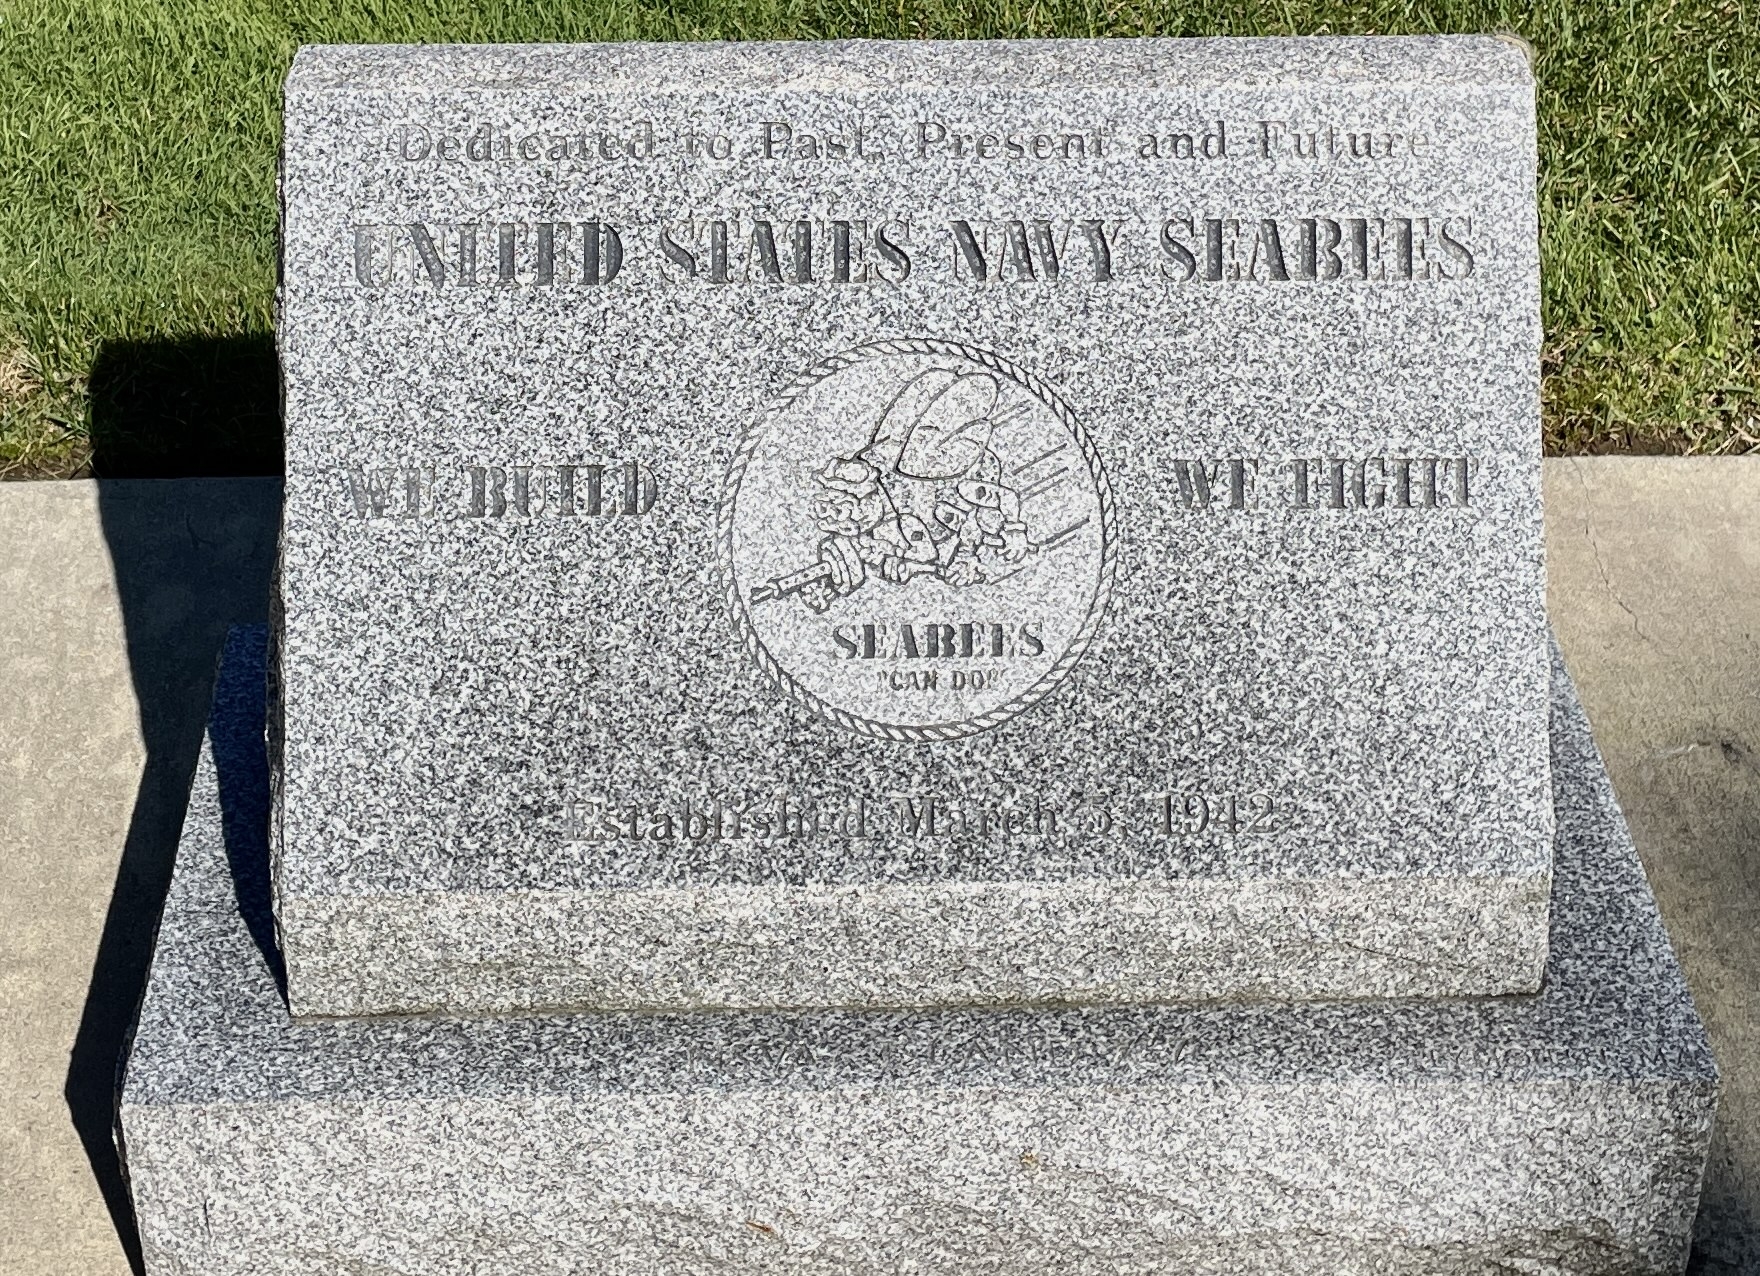 Dedicated to Past, Present and Future
UNITED STATES NAVY SEABEES
WE BUILD
WE FIGHT
SEABEES
"CAN DO!"
Established March 5, 1942